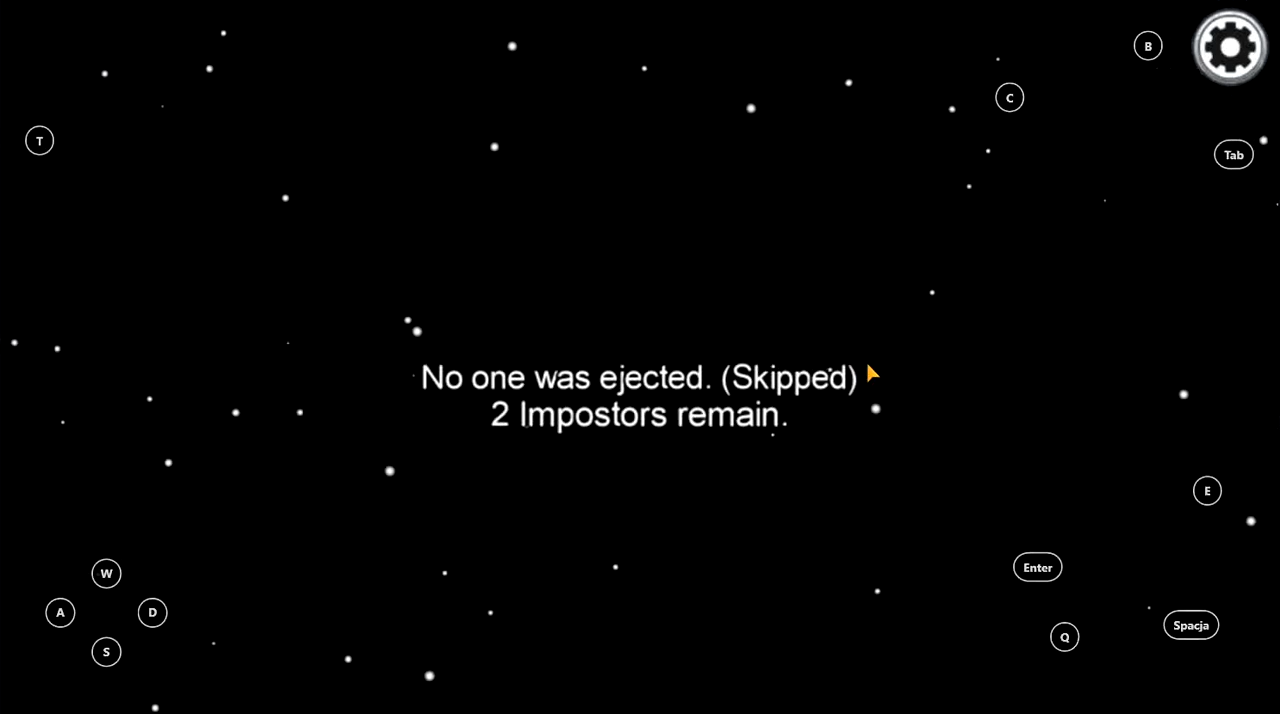 B
C
T
Tab
No one was ejected. (Skipped)
2 Impostors remain.
E
W
Enter
A
D
Spacja
Q
S